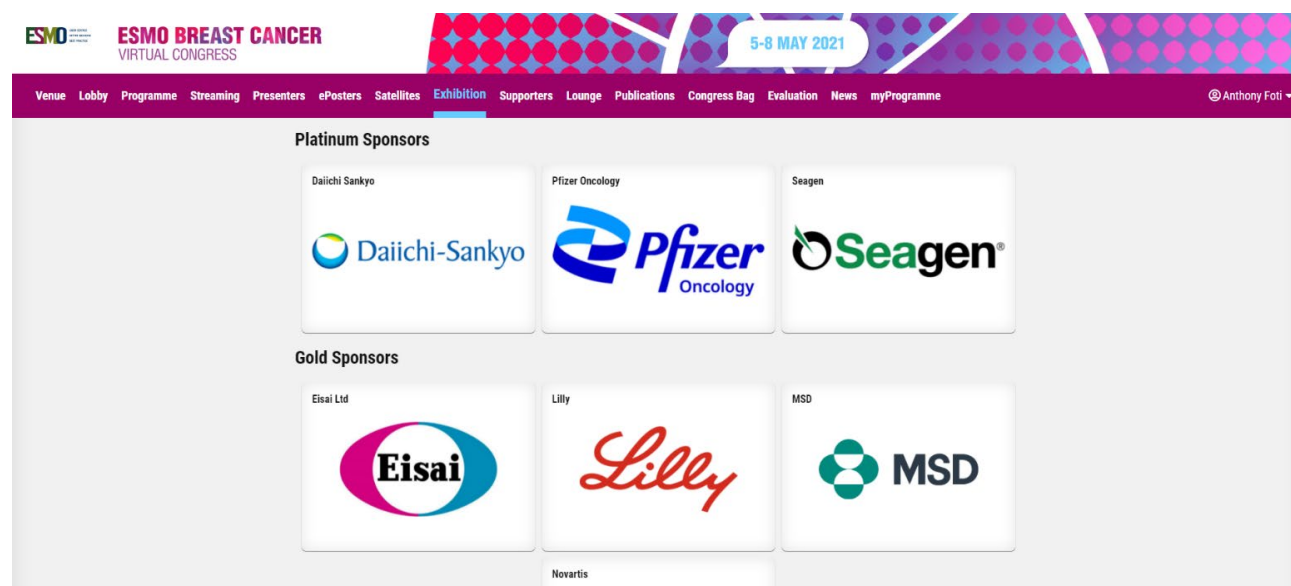 ESMO
ESMO BREAST CANCER
VIRTUAL CONGRESS
5-8 MAY 2021
Venue Lobby Programme Streaming Presenters ePosters Satellites Exhibition Supporters Lounge Publications Congress Bag Evaluation News myProgramme Anthony Foti
Platinum Sponsors
Daiichi Sankyo Pfizer Oncology Seagen
Daiichi-Sankyo
Pfizer
Oncology
Seagen®
Gold Sponsors
Eisai Ltd Lilly MSD
Eisai
Lilly
MSD
Novartis